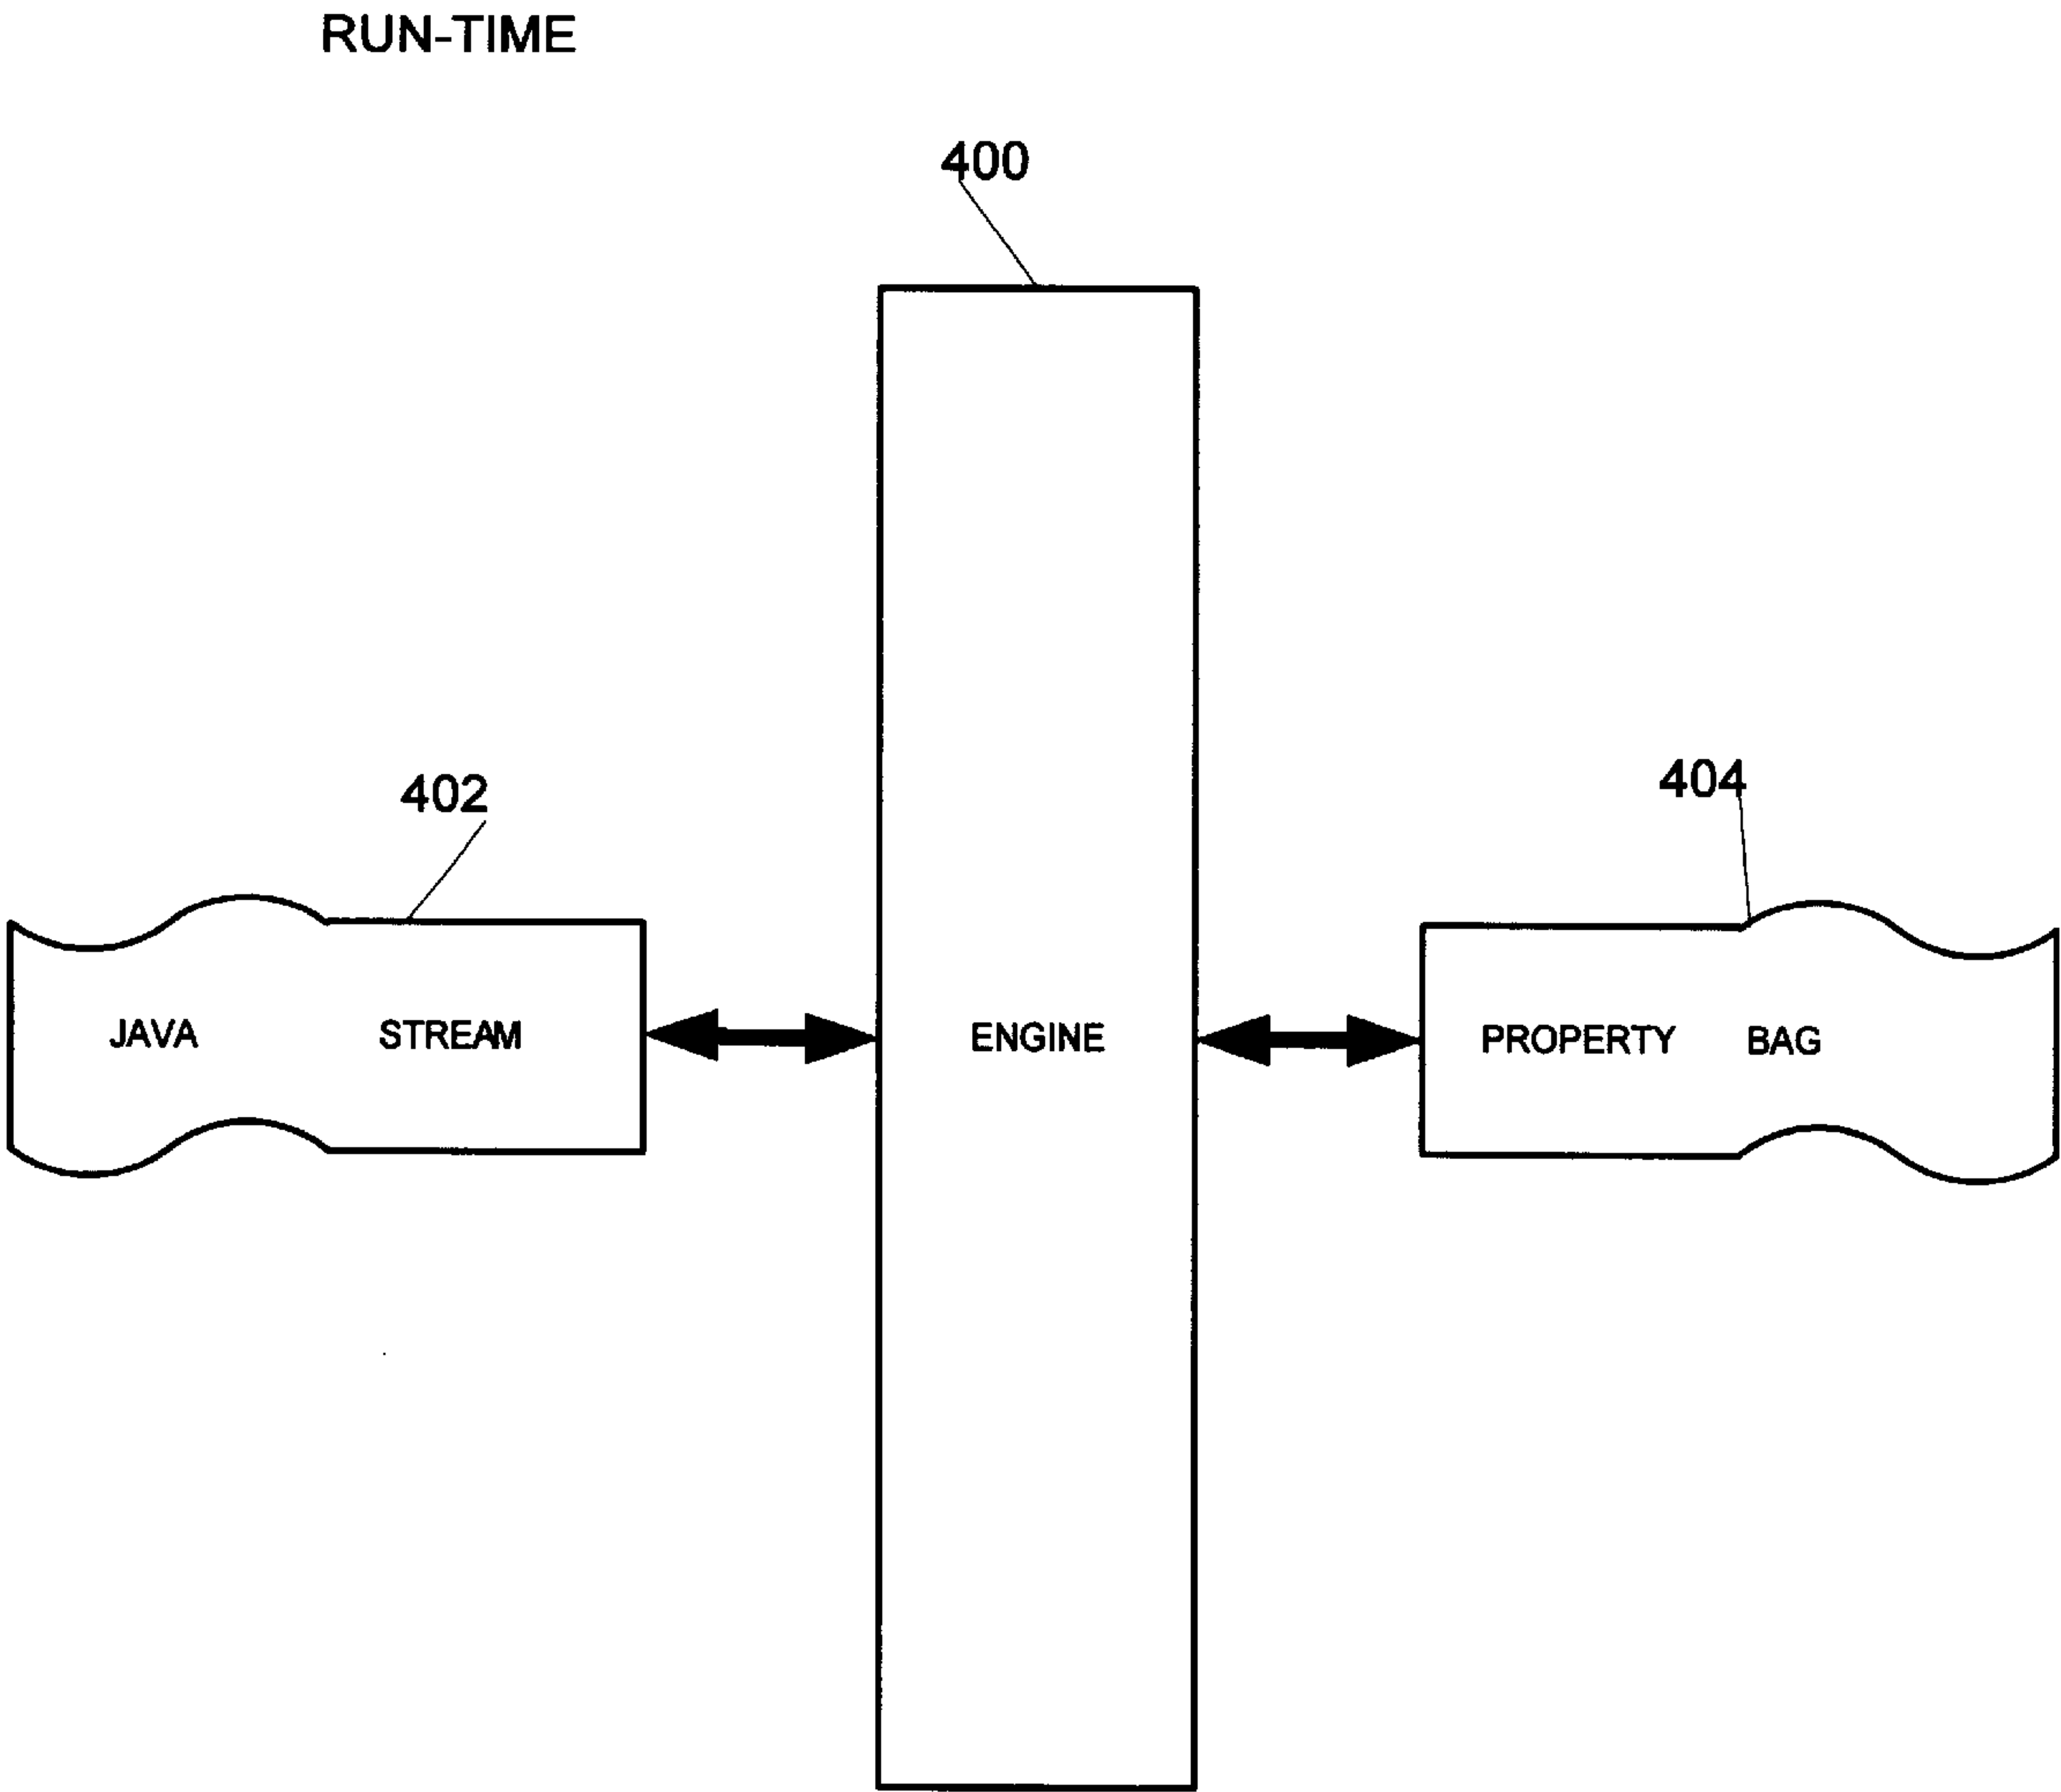 RUN-TIME
400
402
404
JAVA STREAM
ENGINE
PROPERTY BAG